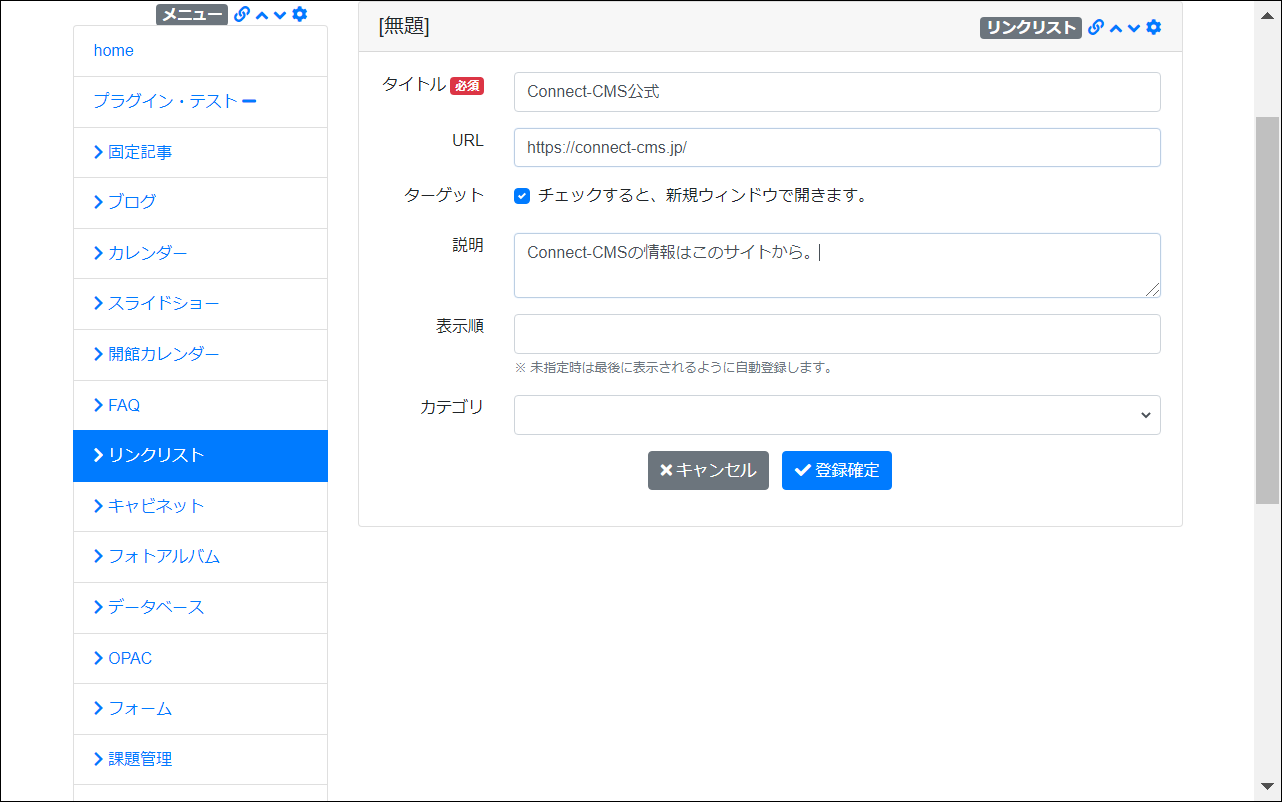 メニュー
home
プラグイン・テスト
固定記事
ブログ
カレンダー
スライドショー
開館カレンダー
FAQ
リンクリスト
キャビネット
フォトアルバム
データベース
OPAC
フォーム
課題管理
[無題]
リンクリスト
タイトル 必須
Connect-CMS公式
URL
https://connect-cms.jp/
ターゲット
チェックすると、新規ウィンドウで開きます。
説明
Connect-CMSの情報はこのサイトから。
表示順
※ 未指定時は最後に表示されるように自動登録します。
カテゴリ
キャンセル
登録確定